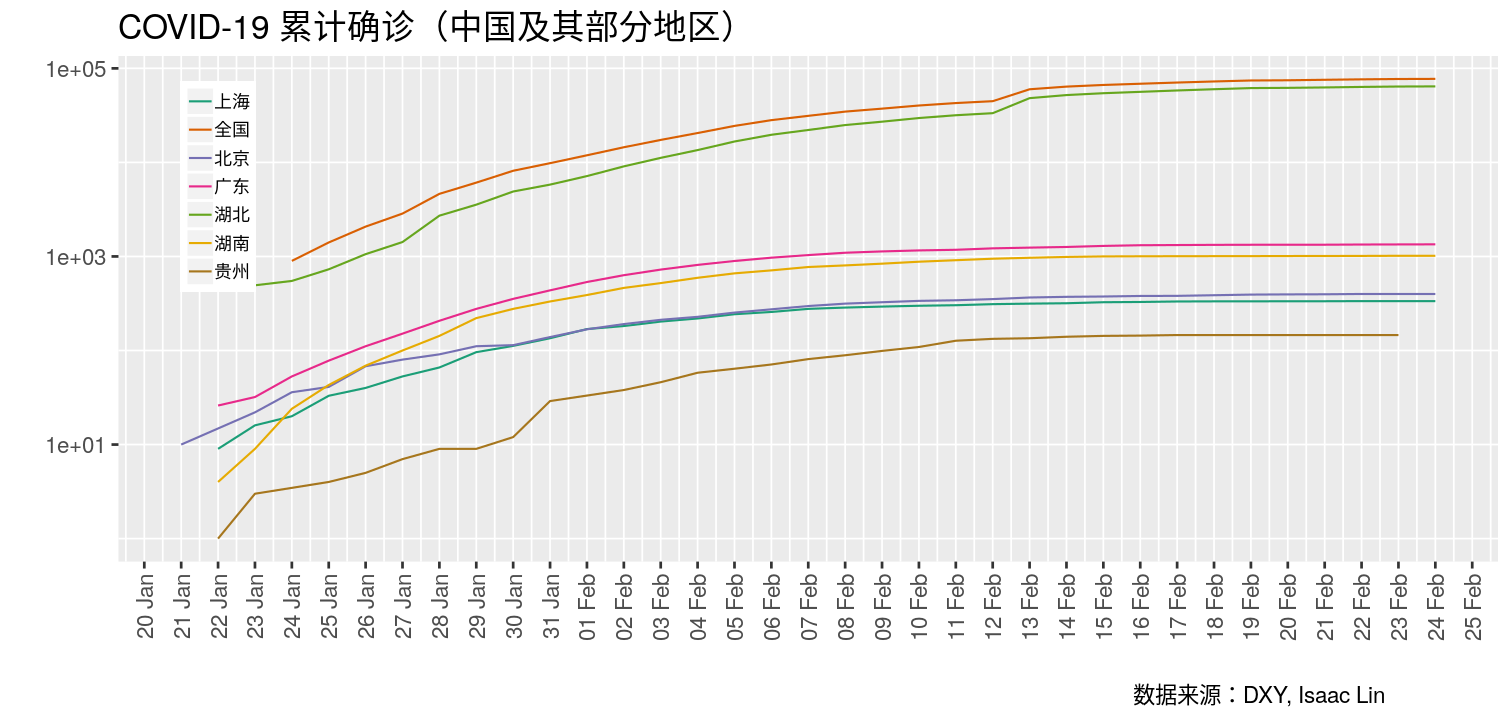 COVID-19 累计确诊（中国及其部分地区）
1e+05
1e+03
1e+01
上海
全国
北京
广东
湖北
湖南
贵州
20 Jan
21 Jan
22 Jan
23 Jan
24 Jan
25 Jan
26 Jan
27 Jan
28 Jan
29 Jan
30 Jan
31 Jan
01 Feb
02 Feb
03 Feb
04 Feb
05 Feb
06 Feb
07 Feb
08 Feb
09 Feb
10 Feb
11 Feb
12 Feb
13 Feb
14 Feb
15 Feb
16 Feb
17 Feb
18 Feb
19 Feb
20 Feb
21 Feb
22 Feb
23 Feb
24 Feb
25 Feb
数据来源：DXY, Isaac Lin